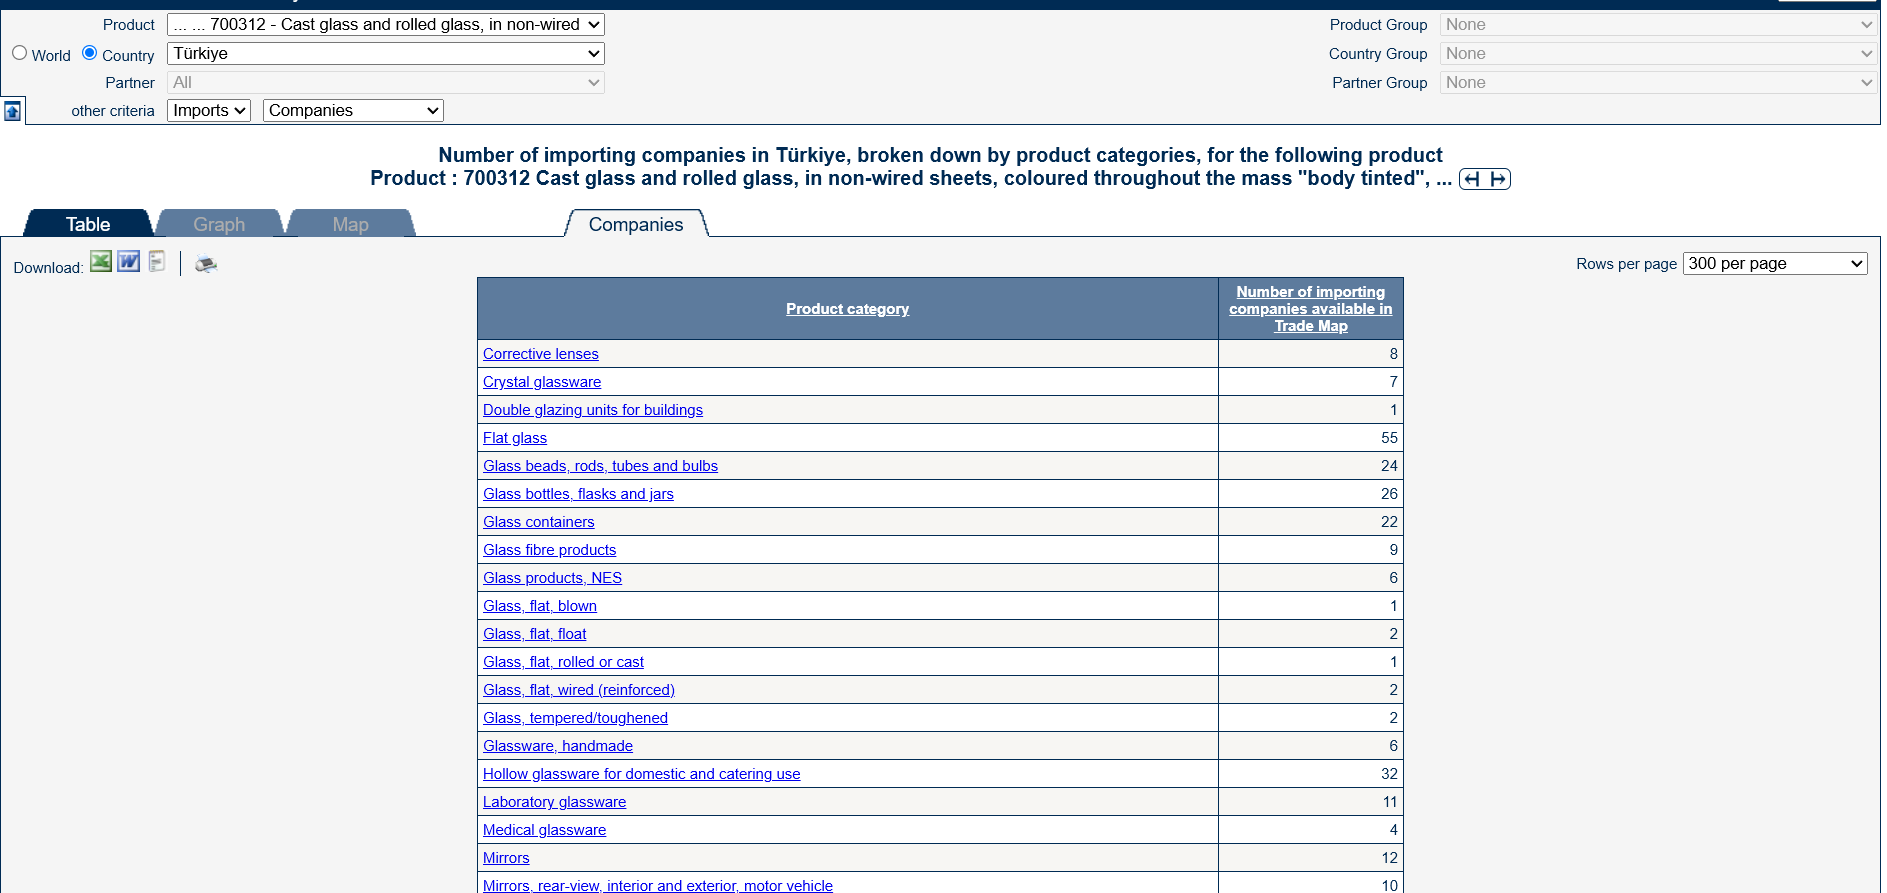 Product ... ... 700312 - Cast glass and rolled glass, in non-wired Product Group None
World Country Türkiye Country Group None
Partner All Partner Group None
other criteria Imports Companies
Number of importing companies in Türkiye, broken down by product categories, for the following product
Product : 700312 Cast glass and rolled glass, in non-wired sheets, coloured throughout the mass "body tinted", ...
Table Graph Map Companies
Download: Rows per page 300 per page
Product category
Number of importing
companies available in
Trade Map
Corrective lenses 8
Crystal glassware 7
Double glazing units for buildings 1
Flat glass 55
Glass beads, rods, tubes and bulbs 24
Glass bottles, flasks and jars 26
Glass containers 22
Glass fibre products 9
Glass products, NES 6
Glass, flat, blown 1
Glass, flat, float 2
Glass, flat, rolled or cast 1
Glass, flat, wired (reinforced) 2
Glass, tempered/toughened 2
Glassware, handmade 6
Hollow glassware for domestic and catering use 32
Laboratory glassware 11
Medical glassware 4
Mirrors 12
Mirrors, rear-view, interior and exterior, motor vehicle 10